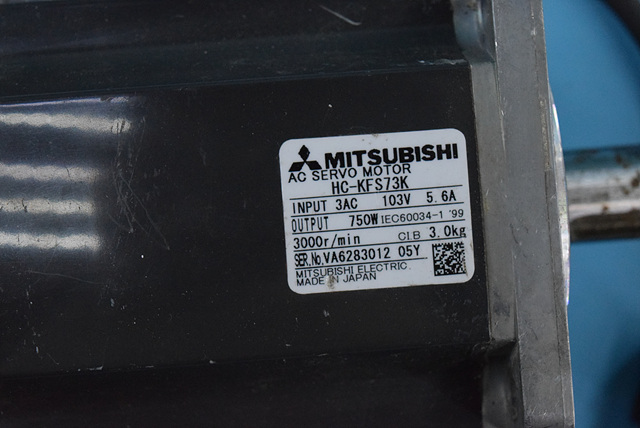 MITSUBISHI
AC SERVO MOTOR
HC-KFS73K
INPUT 3AC 103V 5.6A
OUTPUT 750W IEC60034-1 '99
3000r/min CI.B 3.0kg
SER.No.VA6283012 05Y
MITSUBISHI ELECTRIC
MADE IN JAPAN